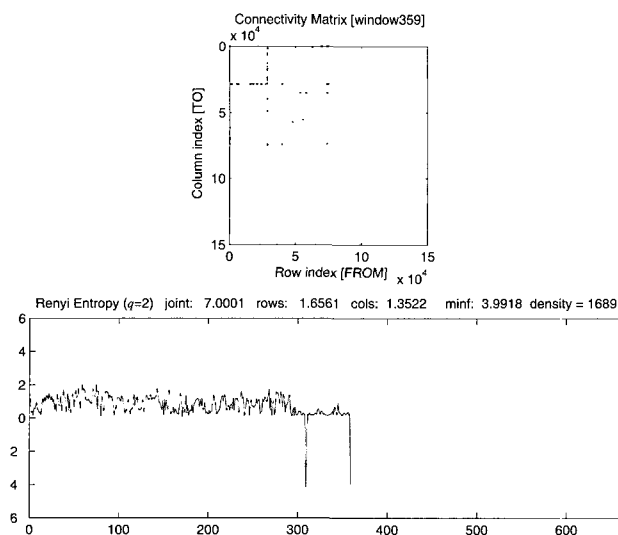 Connectivity Matrix [window359]
x 10^4
0
5
10
15
Column index [TO]
0 5 10 15
Row index [FROM]
x 10^4
Renyi Entropy (q=2) joint: 7.0001 rows: 1.6561 cols: 1.3522 minf: 3.9918 density = 1689
6
4
2
0
2
4
6
0 100 200 300 400 500 600